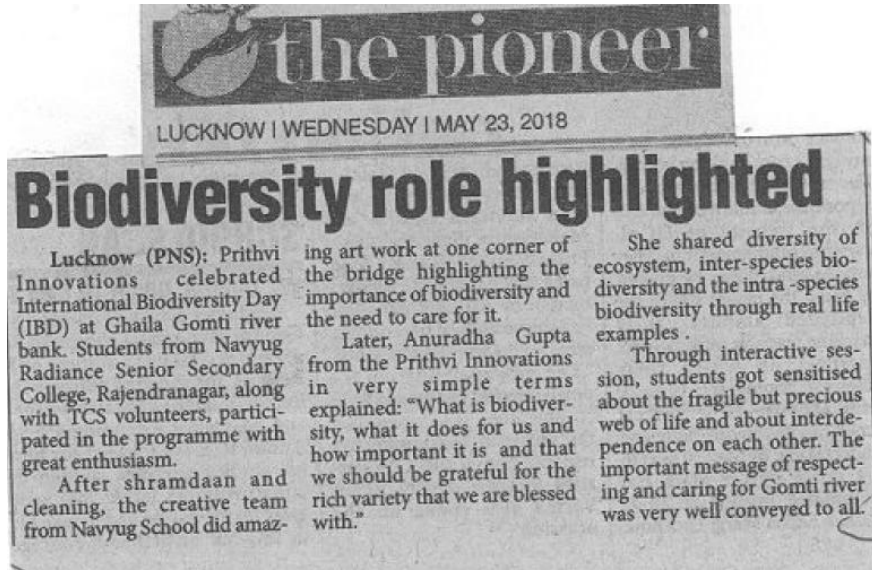 the pioneer
LUCKNOW I WEDNESDAY I MAY 23, 2018
Biodiversity role highlighted
Lucknow (PNS): Prithvi
Innovations celebrated
International Biodiversity Day
(IBD) at Ghaila Gomti river
bank. Students from Navyug
Radiance Senior Secondary
College, Rajendranagar, along
with TCS volunteers, partici-
pated in the programme with
great enthusiasm.
After shramdaan and
cleaning, the creative team
from Navyug School did amaz-
ing art work at one corner of
the bridge highlighting the
importance of biodiversity and
the need to care for it.
Later, Anuradha Gupta
from the Prithvi Innovations
in very simple terms
explained: “What is biodiver-
sity, what it does for us and
how important it is and that
we should be grateful for the
rich variety that we are blessed
with.”
She shared diversity of
ecosystem, inter-species bio-
diversity and the intra -species
biodiversity through real life
examples .
Through interactive ses-
sion, students got sensitised
about the fragile but precious
web of life and about interde-
pendence on each other. The
important message of respect-
ing and caring for Gomti river
was very well conveyed to all.